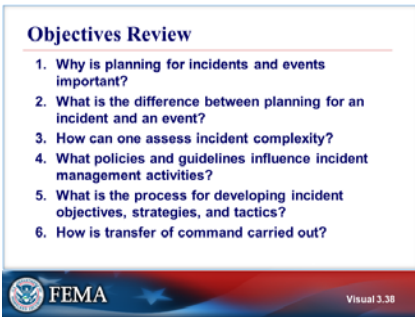 Objectives Review
1. Why is planning for incidents and events
important?
2. What is the difference between planning for an
incident and an event?
3. How can one assess incident complexity?
4. What policies and guidelines influence incident
management activities?
5. What is the process for developing incident
objectives, strategies, and tactics?
6. How is transfer of command carried out?
FEMA
Visual 3.38